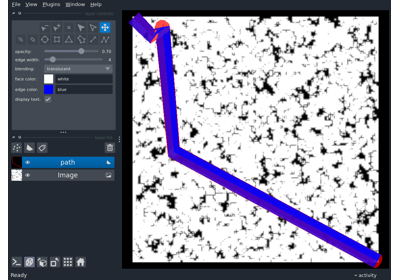 File View Plugins Window Help
opacity: 0.70
edge width: 4
blending: translucent
face color: white
edge color: blue
display text: ✓
path
Image
Ready
activity